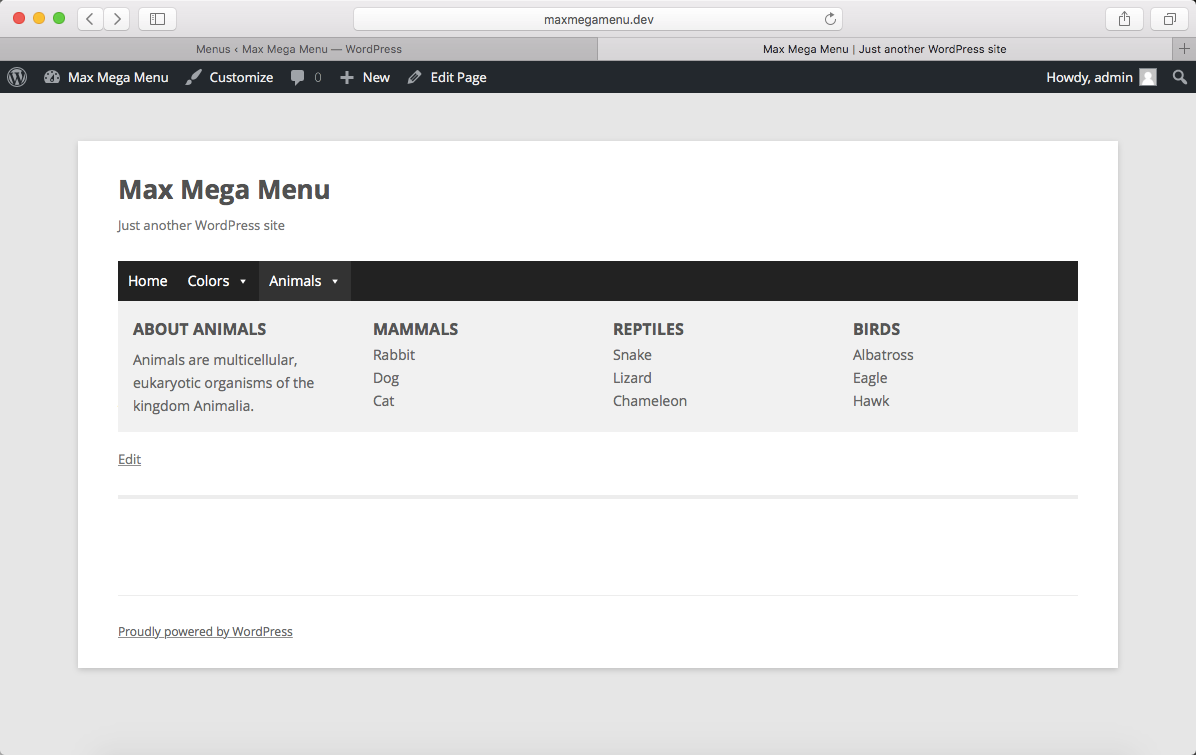 maxmegamenu.dev
Menus ‹ Max Mega Menu — WordPress
Max Mega Menu | Just another WordPress site
Max Mega Menu Customize 0 New Edit Page Howdy, admin
Max Mega Menu
Just another WordPress site
Home Colors Animals
ABOUT ANIMALS
Animals are multicellular,
eukaryotic organisms of the
kingdom Animalia.
MAMMALS
Rabbit
Dog
Cat
REPTILES
Snake
Lizard
Chameleon
BIRDS
Albatross
Eagle
Hawk
Edit
Proudly powered by WordPress